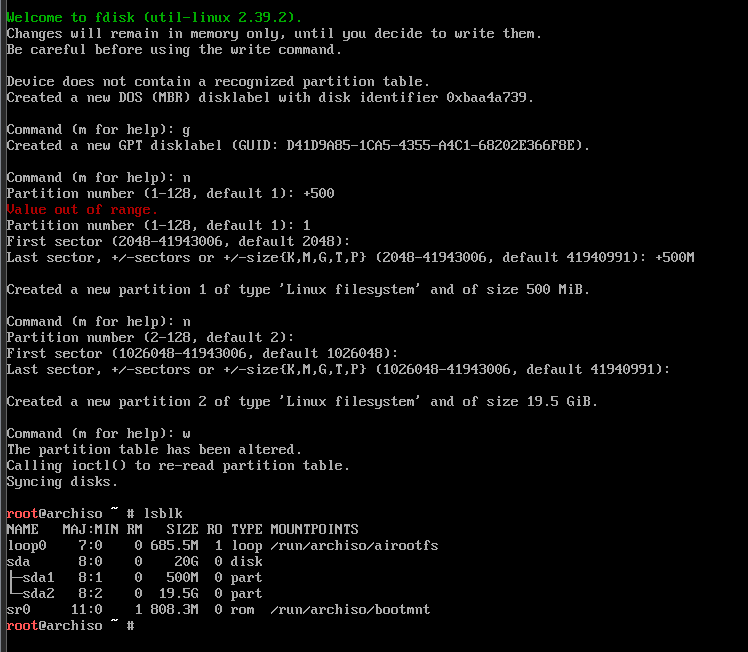 Welcome to fdisk (util-linux 2.39.2).
Changes will remain in memory only, until you decide to write them.
Be careful before using the write command.

Device does not contain a recognized partition table.
Created a new DOS (MBR) disklabel with disk identifier 0xbaa4a739.

Command (m for help): g
Created a new GPT disklabel (GUID: D41D9A85-1CA5-4355-A4C1-68202E366F8E).

Command (m for help): n
Partition number (1-128, default 1): +500
Value out of range.
Partition number (1-128, default 1): 1
First sector (2048-41943006, default 2048):
Last sector, +/-sectors or +/-size{K,M,G,T,P} (2048-41943006, default 41940991): +500M

Created a new partition 1 of type 'Linux filesystem' and of size 500 MiB.

Command (m for help): n
Partition number (2-128, default 2):
First sector (1026048-41943006, default 1026048):
Last sector, +/-sectors or +/-size{K,M,G,T,P} (1026048-41943006, default 41940991):

Created a new partition 2 of type 'Linux filesystem' and of size 19.5 GiB.

Command (m for help): w
The partition table has been altered.
Calling ioctl() to re-read partition table.
Syncing disks.

root@archiso ~ # lsblk
NAME   MAJ:MIN RM   SIZE RO TYPE MOUNTPOINTS
loop0    7:0    0 685.5M  1 loop /run/archiso/airootfs
sda      8:0    0    20G  0 disk
├─sda1   8:1    0   500M  0 part
└─sda2   8:2    0  19.5G  0 part
sr0     11:0    1 808.3M  0 rom  /run/archiso/bootmnt
root@archiso ~ #